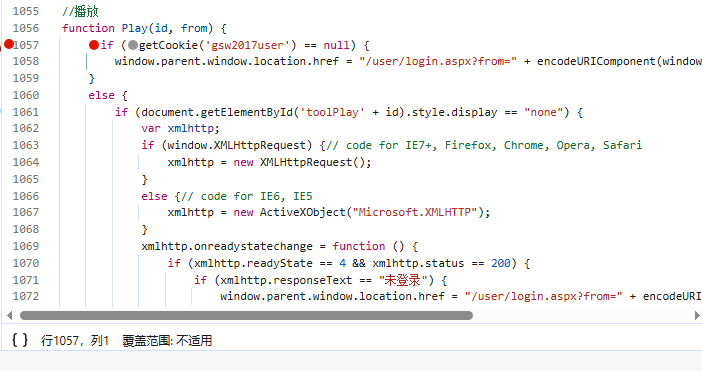 1055 //播放
1056 function Play(id, from) {
1057 if (getCookie('gsw2017user') == null) {
1058 window.parent.window.location.href = "/user/login.aspx?from=" + encodeURIComponent(window
1059 }
1060 else {
1061 if (document.getElementById('toolPlay' + id).style.display == "none") {
1062 var xmlhttp;
1063 if (window.XMLHttpRequest) {// code for IE7+, Firefox, Chrome, Opera, Safari
1064 xmlhttp = new XMLHttpRequest();
1065 }
1066 else {// code for IE6, IE5
1067 xmlhttp = new ActiveXObject("Microsoft.XMLHTTP");
1068 }
1069 xmlhttp.onreadystatechange = function () {
1070 if (xmlhttp.readyState == 4 && xmlhttp.status == 200) {
1071 if (xmlhttp.responseText == "未登录") {
1072 window.parent.window.location.href = "/user/login.aspx?from=" + encodeURI
{ } 行1057，列1 覆盖范围: 不适用